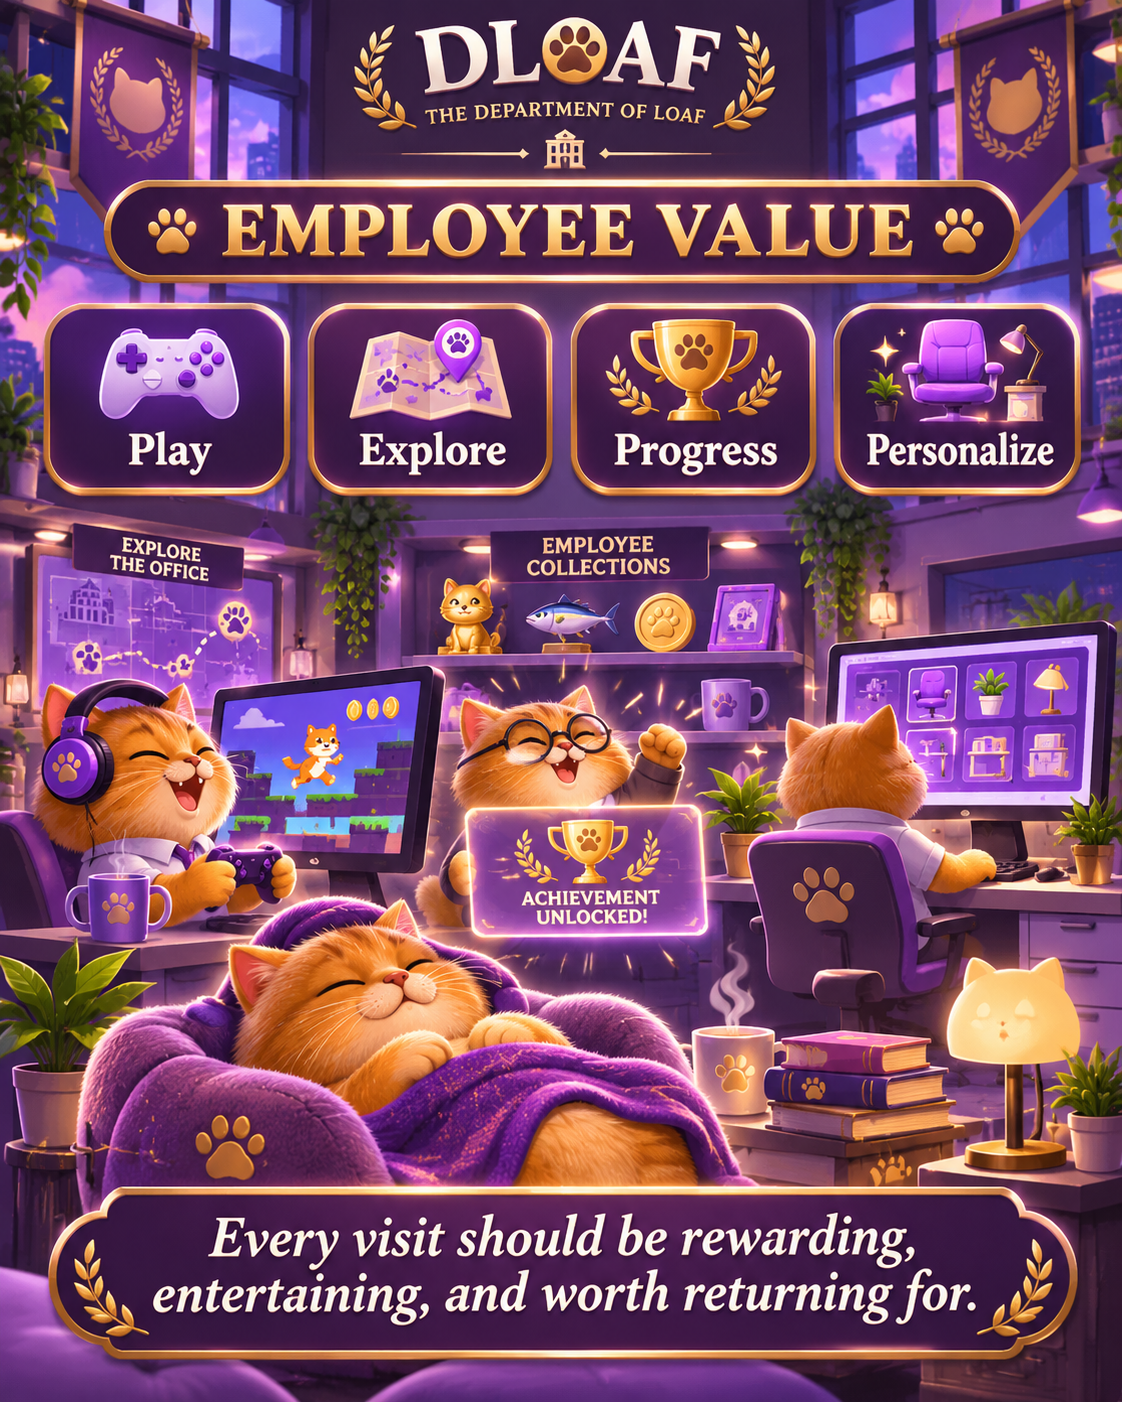 DLOAF
THE DEPARTMENT OF LOAF
EMPLOYEE VALUE
Play
Explore
Progress
Personalize
EXPLORE
THE OFFICE
EMPLOYEE
COLLECTIONS
ACHIEVEMENT
UNLOCKED!
Every visit should be rewarding,
entertaining, and worth returning for.